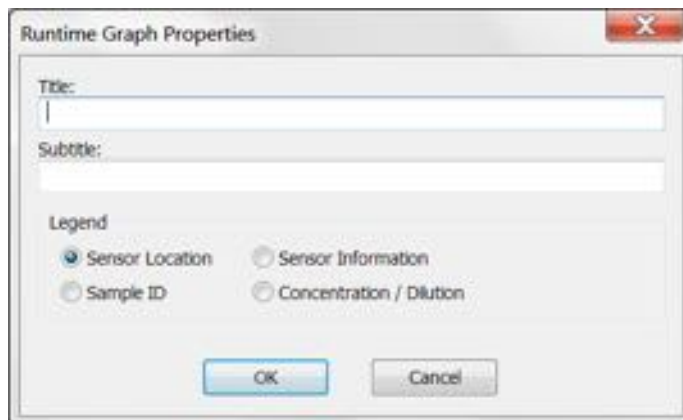 Runtime Graph Properties
Title:
Subtitle:
Legend
Sensor Location
Sensor Information
Sample ID
Concentration / Dilution
OK
Cancel